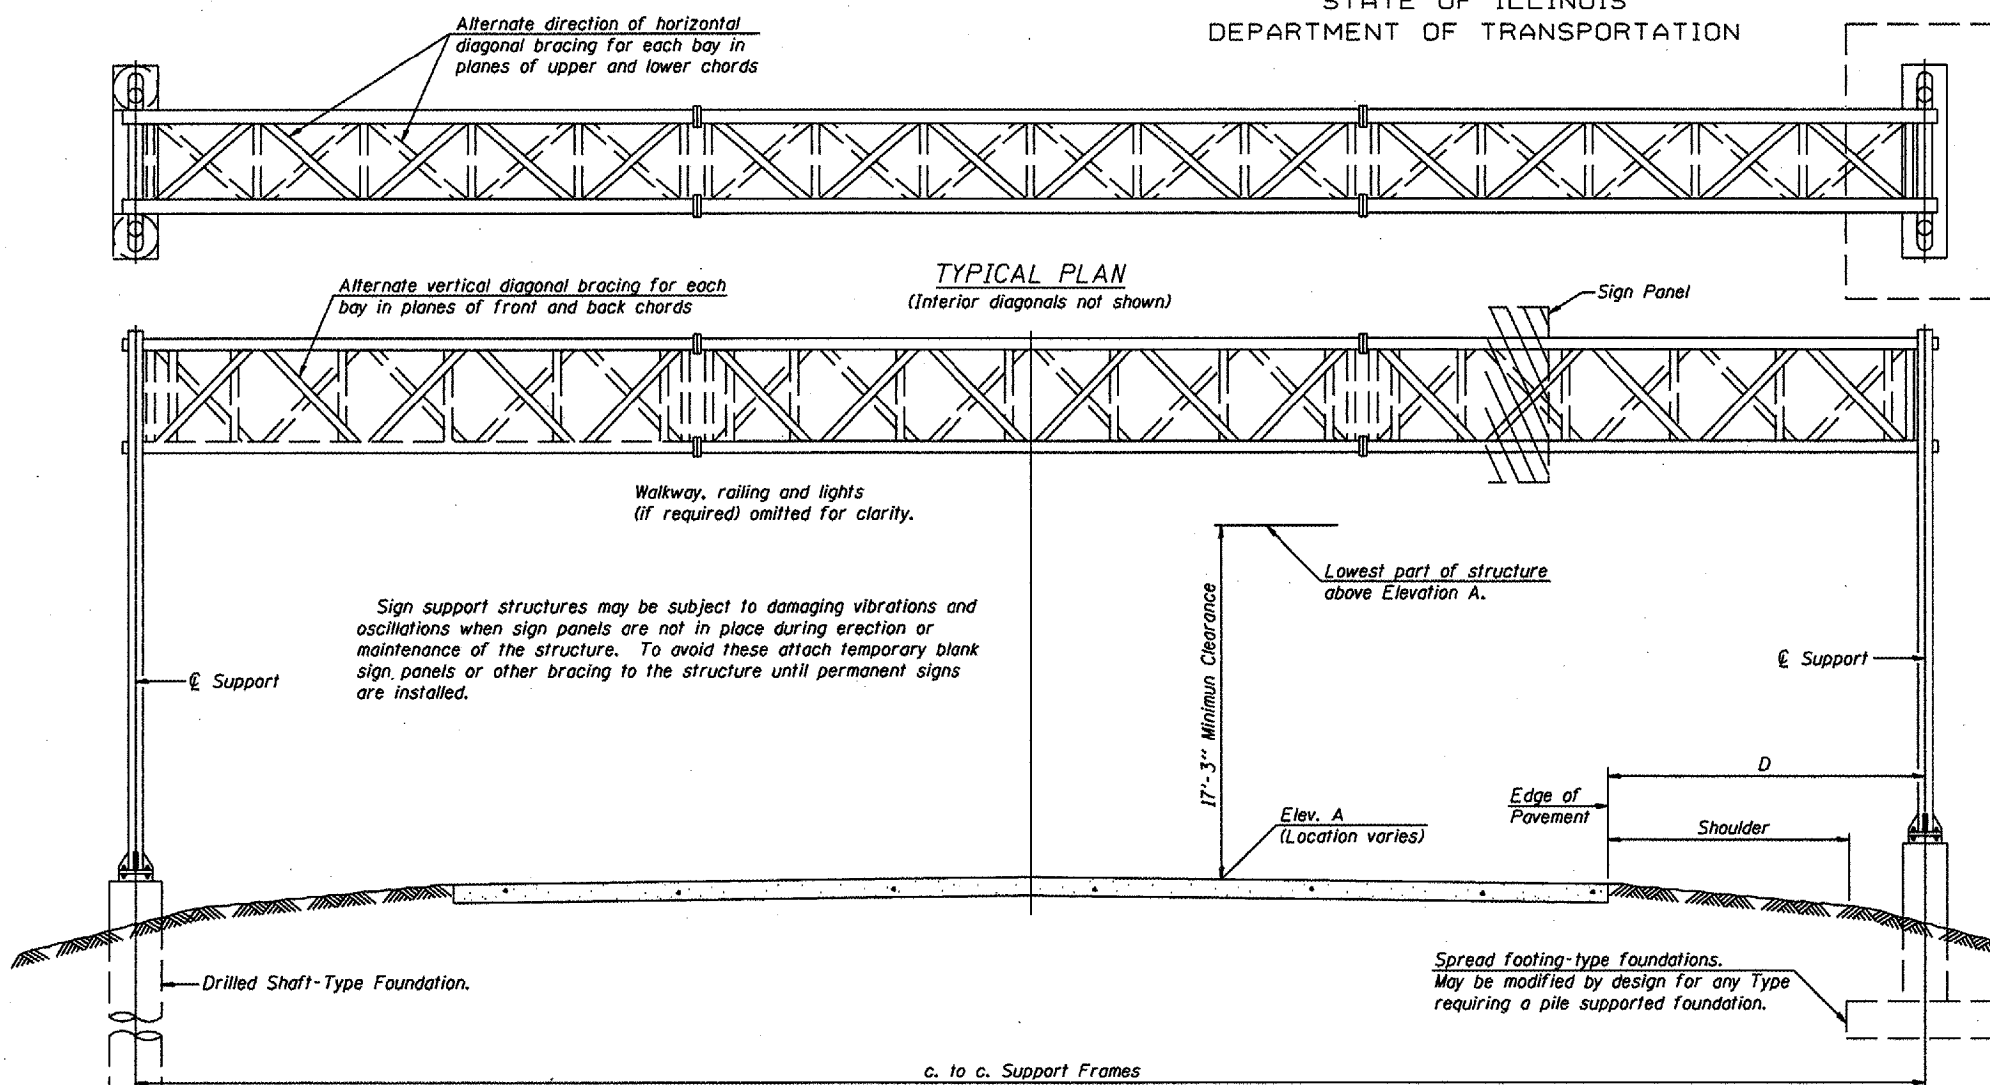 STATE OF ILLINOIS
DEPARTMENT OF TRANSPORTATION
Alternate direction of horizontal
diagonal bracing for each bay in
planes of upper and lower chords
TYPICAL PLAN
(Interior diagonals not shown)
Alternate vertical diagonal bracing for each
bay in planes of front and back chords
Sign Panel
Walkway, railing and lights
(if required) omitted for clarity.
Lowest part of structure
above Elevation A.
Sign support structures may be subject to damaging vibrations and
oscillations when sign panels are not in place during erection or
maintenance of the structure. To avoid these attach temporary blank
sign panels or other bracing to the structure until permanent signs
are installed.
17'-3" Minimun Clearance
℄ Support
℄ Support
D
Edge of
Pavement
Shoulder
Elev. A
(Location varies)
Drilled Shaft-Type Foundation.
Spread footing-type foundations.
May be modified by design for any Type
requiring a pile supported foundation.
c. to c. Support Frames